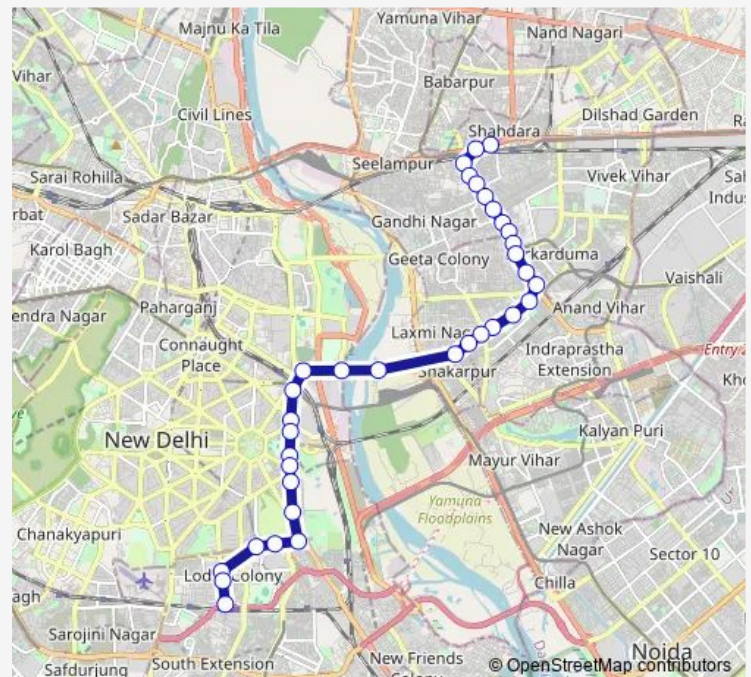 Yamuna Vihar
Majnu Ka Tila
Nand Nagari
Vihar
Babarpur
Civil Lines
Dilshad Garden
Shahdara
Seelampur
Sarai Rohilla
Vivek Vihar
Sadar Bazar
Gandhi Nagar
Karol Bagh
Geeta Colony
rkarduma
Vaishali
Paharganj
endra Nagar
Anand Vihar
Laxmi Nag
Connaught
Place
Indraprastha
Extension
Entry/
Shakarpur
New Delhi
Kalyan Puri
Mayur Vihar
Yamuna
Floodplains
Chanakyapuri
New Ashok
Nagar
Sector 10
Lodi Colony
Chilla
agh
Sarojini Nagar
South Extension
New Friends
Noida
Safdurjung
© OpenStreetMap contributors